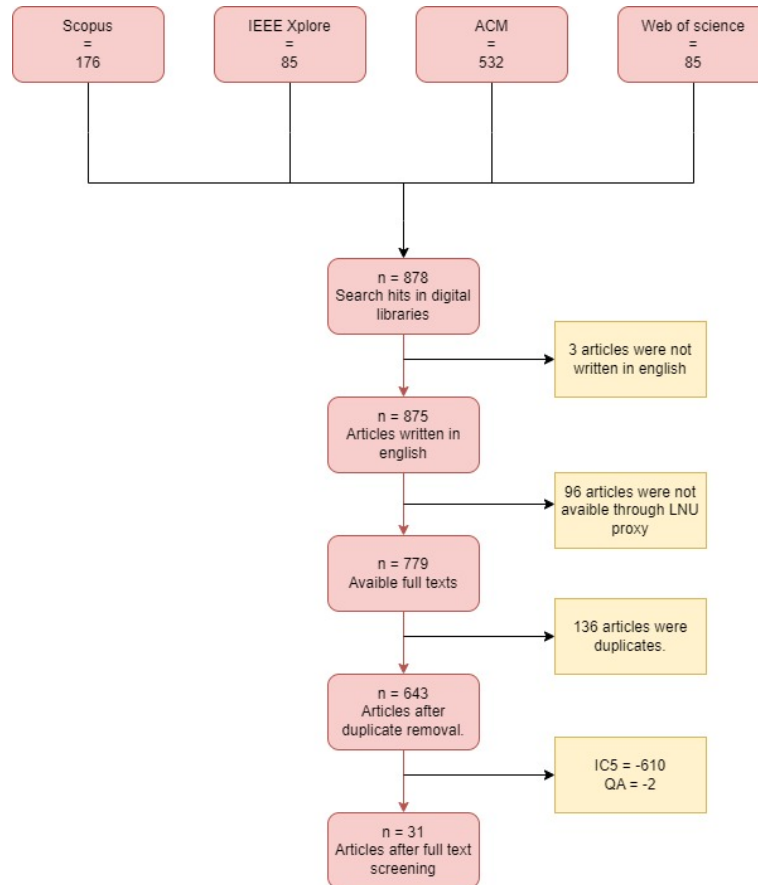 Scopus
=
176
IEEE Xplore
=
85
ACM
=
532
Web of science
=
85
n = 878
Search hits in digital
libraries
3 articles were not
written in english
n = 875
Articles written in
english
96 articles were not
avaible through LNU
proxy
n = 779
Avaible full texts
136 articles were
duplicates.
n = 643
Articles after
duplicate removal.
IC5 = -610
QA = -2
n = 31
Articles after full text
screening